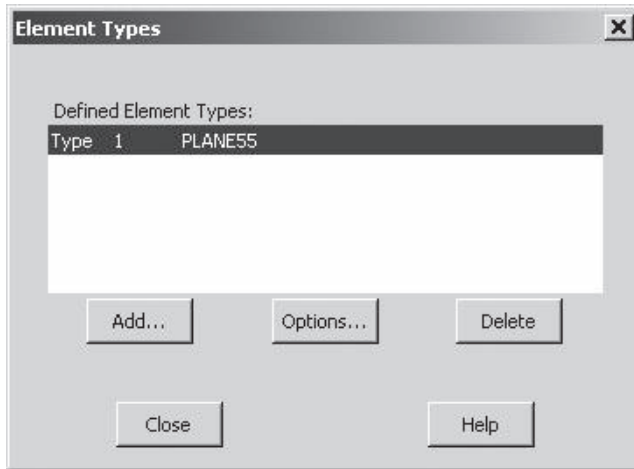 Element Types
Defined Element Types:
Type 1 PLANE55
Add... Options... Delete
Close Help